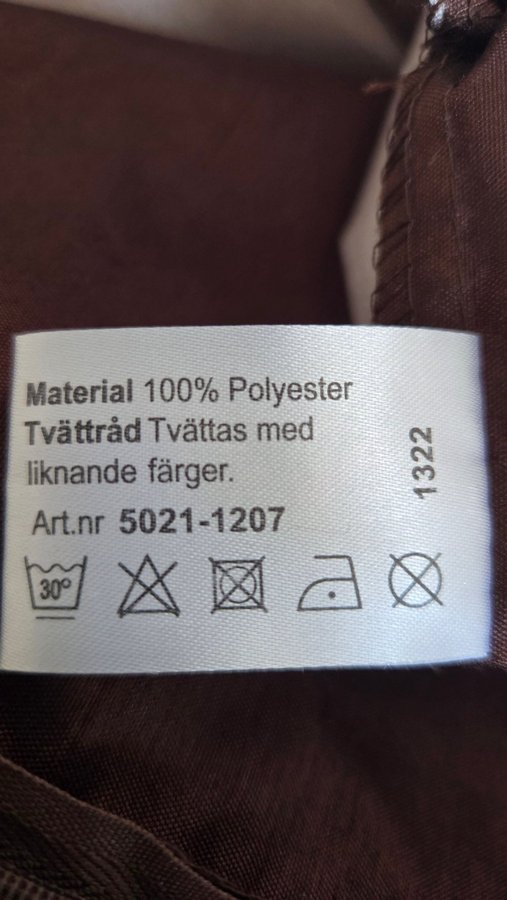 Material 100% Polyester
Tvättråd Tvättas med
liknande färger.
Art.nr 5021-1207
1322
30°